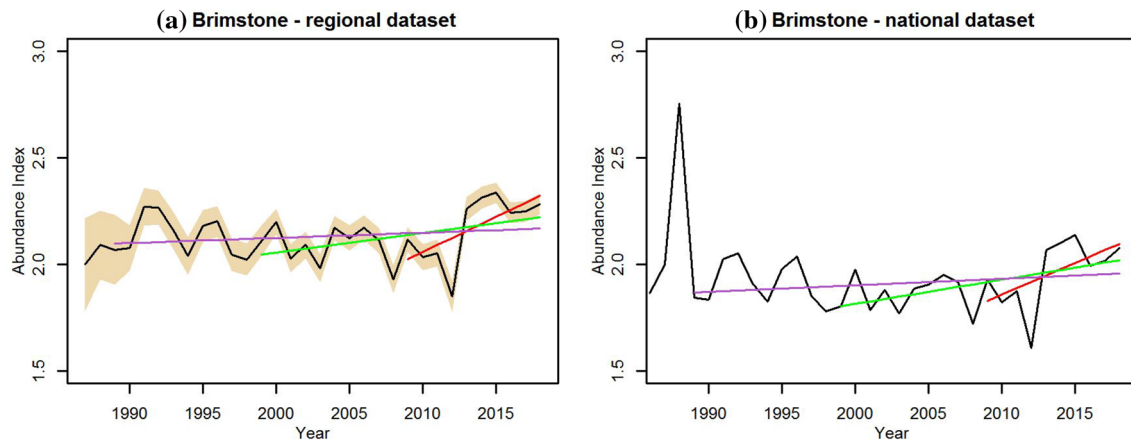 (a) Brimstone - regional dataset
3.0
2.5
2.0
1.5
Abundance Index
1990 1995 2000 2005 2010 2015
Year
(b) Brimstone - national dataset
3.0
2.5
2.0
1.5
Abundance Index
1990 1995 2000 2005 2010 2015
Year